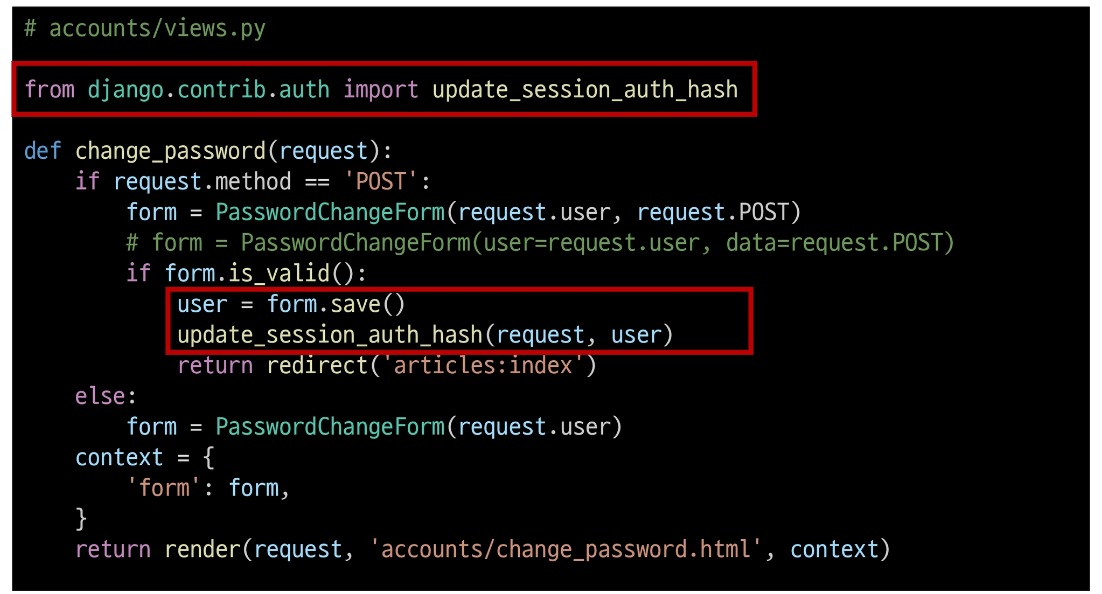 # accounts/views.py
from django.contrib.auth import update_session_auth_hash
def change_password(request):
    if request.method == 'POST':
        form = PasswordChangeForm(request.user, request.POST)
        # form = PasswordChangeForm(user=request.user, data=request.POST)
        if form.is_valid():
            user = form.save()
            update_session_auth_hash(request, user)
            return redirect('articles:index')
    else:
        form = PasswordChangeForm(request.user)
    context = {
        'form': form,
    }
    return render(request, 'accounts/change_password.html', context)